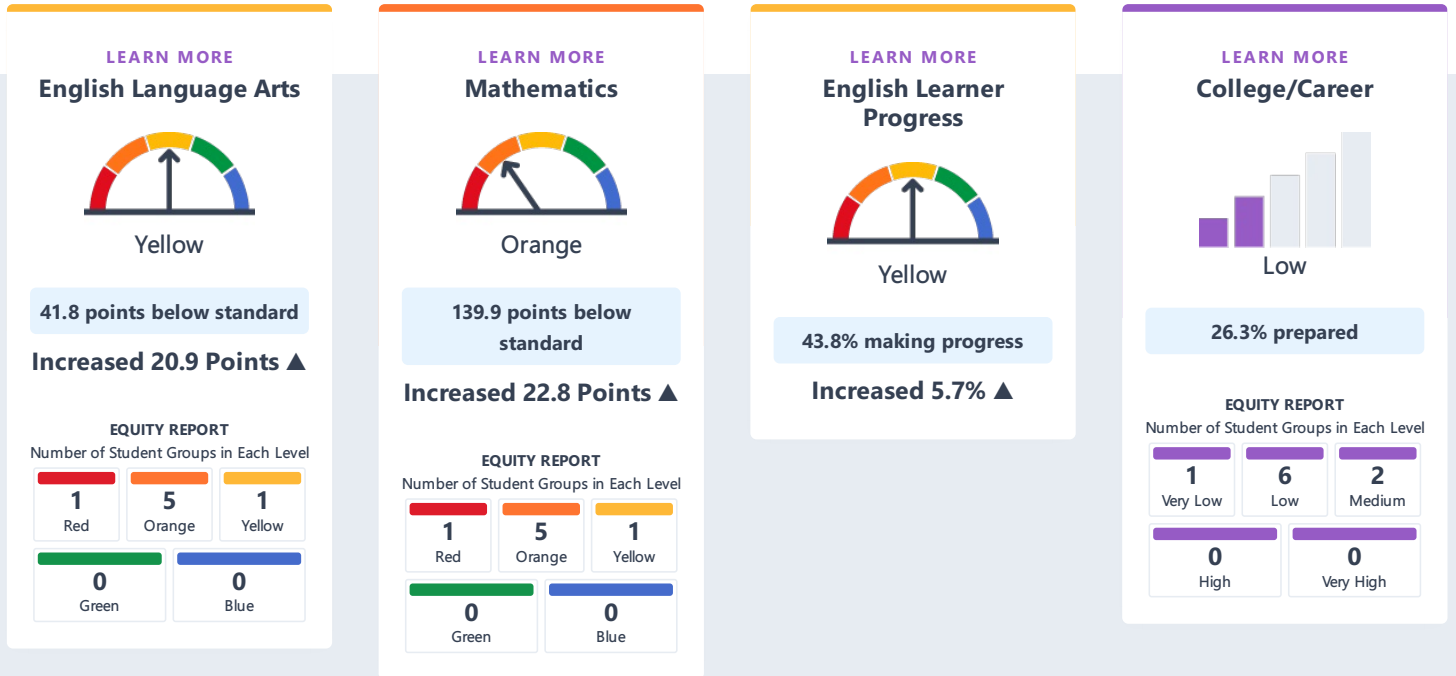 LEARN MORE
English Language Arts
Yellow
41.8 points below standard
Increased 20.9 Points ▲
EQUITY REPORT
Number of Student Groups in Each Level
1
Red
5
Orange
1
Yellow
0
Green
0
Blue
LEARN MORE
Mathematics
Orange
139.9 points below
standard
Increased 22.8 Points ▲
EQUITY REPORT
Number of Student Groups in Each Level
1
Red
5
Orange
1
Yellow
0
Green
0
Blue
LEARN MORE
English Learner
Progress
Yellow
43.8% making progress
Increased 5.7% ▲
LEARN MORE
College/Career
Low
26.3% prepared
EQUITY REPORT
Number of Student Groups in Each Level
1
Very Low
6
Low
2
Medium
0
High
0
Very High